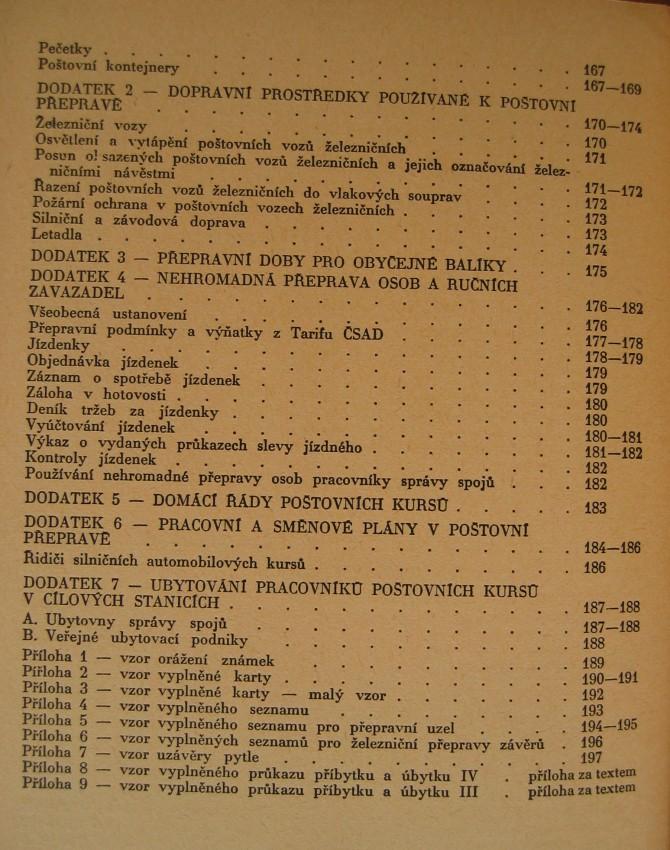 Pečetky . . . . . . . . . . . . . . . . 167
Poštovní kontejnery . . . . . . . . . . . . 167—169
DODATEK 2 — DOPRAVNÍ PROSTŘEDKY POUŽÍVANÉ K POŠTOVNÍ
PŘEPRAVĚ . . . . . . . . . . . . . . . 170—174
Železniční vozy . . . . . . . . . . . . . . 170
Osvětlení a vytápění poštovních vozů železničních . . . . . . 171
Posun o! sazených poštovních vozů železničních a jejich označování želez-
ničními návěstmi . . . . . . . . . . . . . 171—172
Řazení poštovních vozů železničních do vlakových souprav . . . . 172
Požární ochrana v poštovních vozech železničních . . . . . . 173
Silniční a závodová doprava . . . . . . . . . . 173
Letadla . . . . . . . . . . . . . . . . 174
DODATEK 3 — PŘEPRAVNÍ DOBY PRO OBYČEJNÉ BALÍKY . . . 175
DODATEK 4 — NEHROMADNÁ PŘEPRAVA OSOB A RUČNÍCH
ZAVAZADEL . . . . . . . . . . . . . . 176—182
Všeobecná ustanovení . . . . . . . . . . . . 176
Přepravní podmínky a výňatky z Tarifu ČSAD . . . . . . . 177—178
Jízdenky . . . . . . . . . . . . . . . . 178—179
Objednávka jízdenek . . . . . . . . . . . . 179
Záznam o spotřebě jízdenek . . . . . . . . . . 179
Záloha v hotovosti . . . . . . . . . . . . . 180
Deník tržeb za jízdenky . . . . . . . . . . . 180
Vyúčtování jízdenek . . . . . . . . . . . . 180—181
Výkaz o vydaných průkazech slevy jízdného . . . . . . . 181—182
Kontroly jízdenek . . . . . . . . . . . . . 182
Používání nehromadné přepravy osob pracovníky správy spojů . . . 182
DODATEK 5 — DOMÁCÍ ŘÁDY POŠTOVNÍCH KURSŮ . . . . . 183
DODATEK 6 — PRACOVNÍ A SMĚNOVÉ PLÁNY V POŠTOVNÍ
PŘEPRAVĚ . . . . . . . . . . . . . . . 184—186
Řidiči silničních automobilových kursů . . . . . . . . . 186
DODATEK 7 — UBYTOVÁNÍ PRACOVNÍKŮ POŠTOVNÍCH KURSŮ
V CÍLOVÝCH STANICÍCH . . . . . . . . . . . 187—188
A. Ubytovny správy spojů . . . . . . . . . . . 187—188
B. Veřejné ubytovací podniky . . . . . . . . . . 188
Příloha 1 — vzor orážení známek . . . . . . . . . 189
Přiloha 2 — vzor vyplněné karty . . . . . . . . . . 190—191
Příloha 3 — vzor vyplněné karty — malý vzor . . . . . . . 192
Příloha 4 — vzor vyplněného seznamu . . . . . . . . 193
Příloha 5 — vzor vyplněného seznamu pro přepravní uzel . . . . 194—195
Příloha 6 — vzor vyplněných seznamů pro železniční přepravy závěrů . 196
Příloha 7 — vzor uzávěry pytle . . . . . . . . . . 197
Příloha 8 — vzor vyplněného průkazu příbytku a úbytku IV . příloha za textem
Příloha 9 — vzor vyplněného průkazu příbytku a úbytku III . příloha za textem